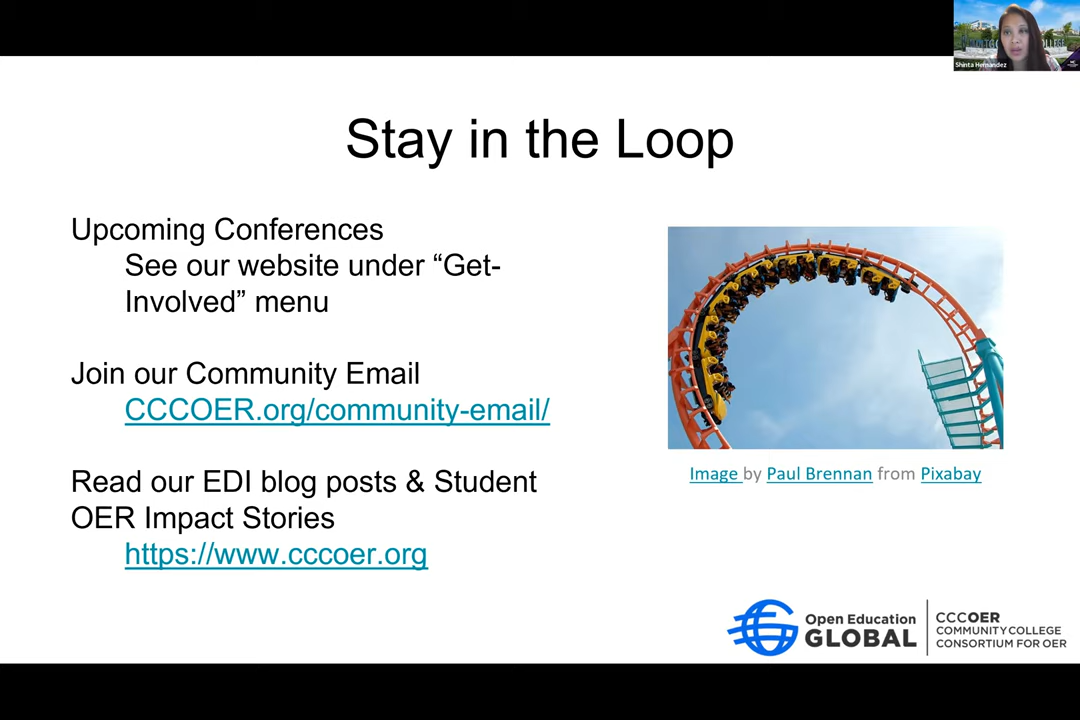 Shinta Hernandez
Stay in the Loop
Upcoming Conferences
See our website under “Get-
Involved” menu
Join our Community Email
CCCOER.org/community-email/
Read our EDI blog posts & Student
OER Impact Stories
https://www.cccoer.org
Image by Paul Brennan from Pixabay
Open Education
GLOBAL
CCCOER
COMMUNITY COLLEGE
CONSORTIUM FOR OER